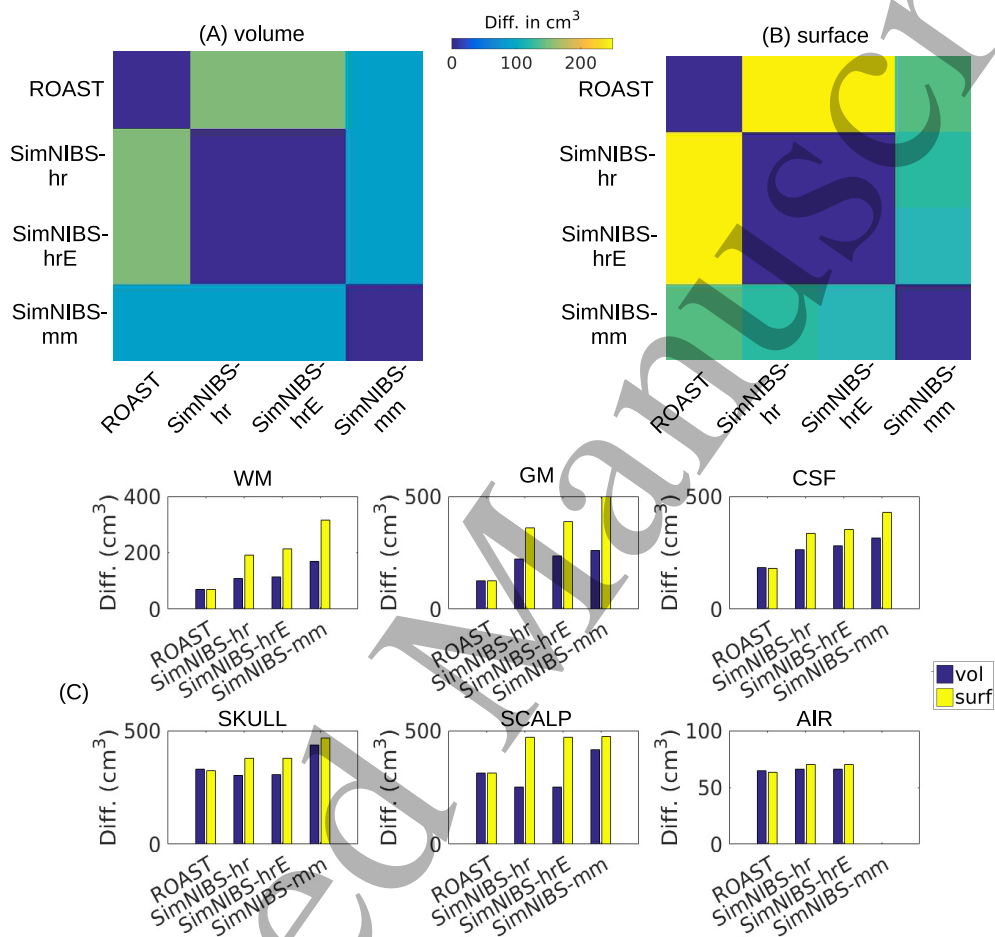 (A) volume
Diff. in cm³
0 100 200
(B) surface
ROAST
SimNIBS-
hr
SimNIBS-
hrE
SimNIBS-
mm
ROAST
SimNIBS-
hr
SimNIBS-
hrE
SimNIBS-
mm
ROAST
SimNIBS-
hr
SimNIBS-
hrE
SimNIBS-
mm
ROAST
SimNIBS-
hr
SimNIBS-
hrE
SimNIBS-
mm
WM
Diff. (cm³)
400
200
0
ROAST
SimNIBS-hr
SimNIBS-hrE
SimNIBS-mm
GM
Diff. (cm³)
500
0
ROAST
SimNIBS-hr
SimNIBS-hrE
SimNIBS-mm
CSF
Diff. (cm³)
500
0
ROAST
SimNIBS-hr
SimNIBS-hrE
SimNIBS-mm
(C)
vol
surf
SKULL
Diff. (cm³)
500
0
ROAST
SimNIBS-hr
SimNIBS-hrE
SimNIBS-mm
SCALP
Diff. (cm³)
500
0
ROAST
SimNIBS-hr
SimNIBS-hrE
SimNIBS-mm
AIR
Diff. (cm³)
100
50
0
ROAST
SimNIBS-hr
SimNIBS-hrE
SimNIBS-mm
ed Manuscr